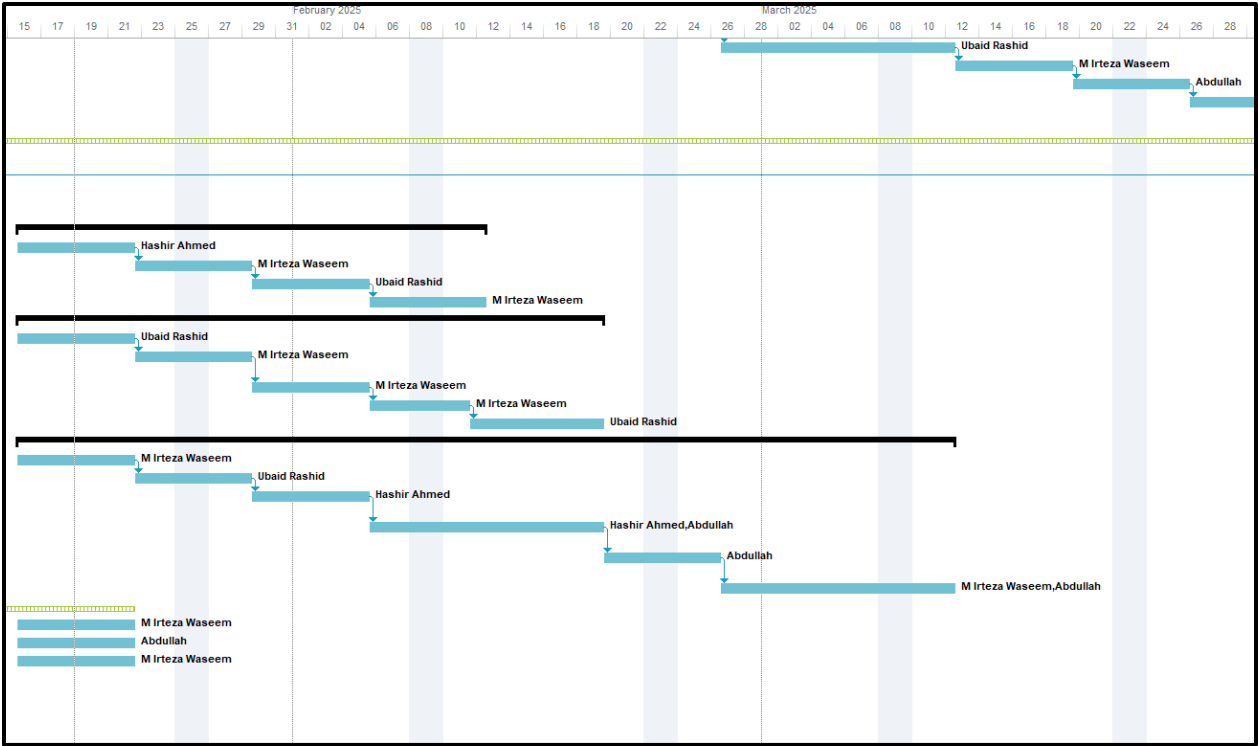 February 2025 March 2025
15 17 19 21 23 25 27 29 31 02 04 06 08 10 12 14 16 18 20 22 24 26 28 02 04 06 08 10 12 14 16 18 20 22 24 26 28
Ubaid Rashid
M Irteza Waseem
Abdullah
Hashir Ahmed
M Irteza Waseem
Ubaid Rashid
M Irteza Waseem
Ubaid Rashid
M Irteza Waseem
M Irteza Waseem
M Irteza Waseem
Ubaid Rashid
M Irteza Waseem
Ubaid Rashid
Hashir Ahmed
Hashir Ahmed,Abdullah
Abdullah
M Irteza Waseem,Abdullah
M Irteza Waseem
Abdullah
M Irteza Waseem